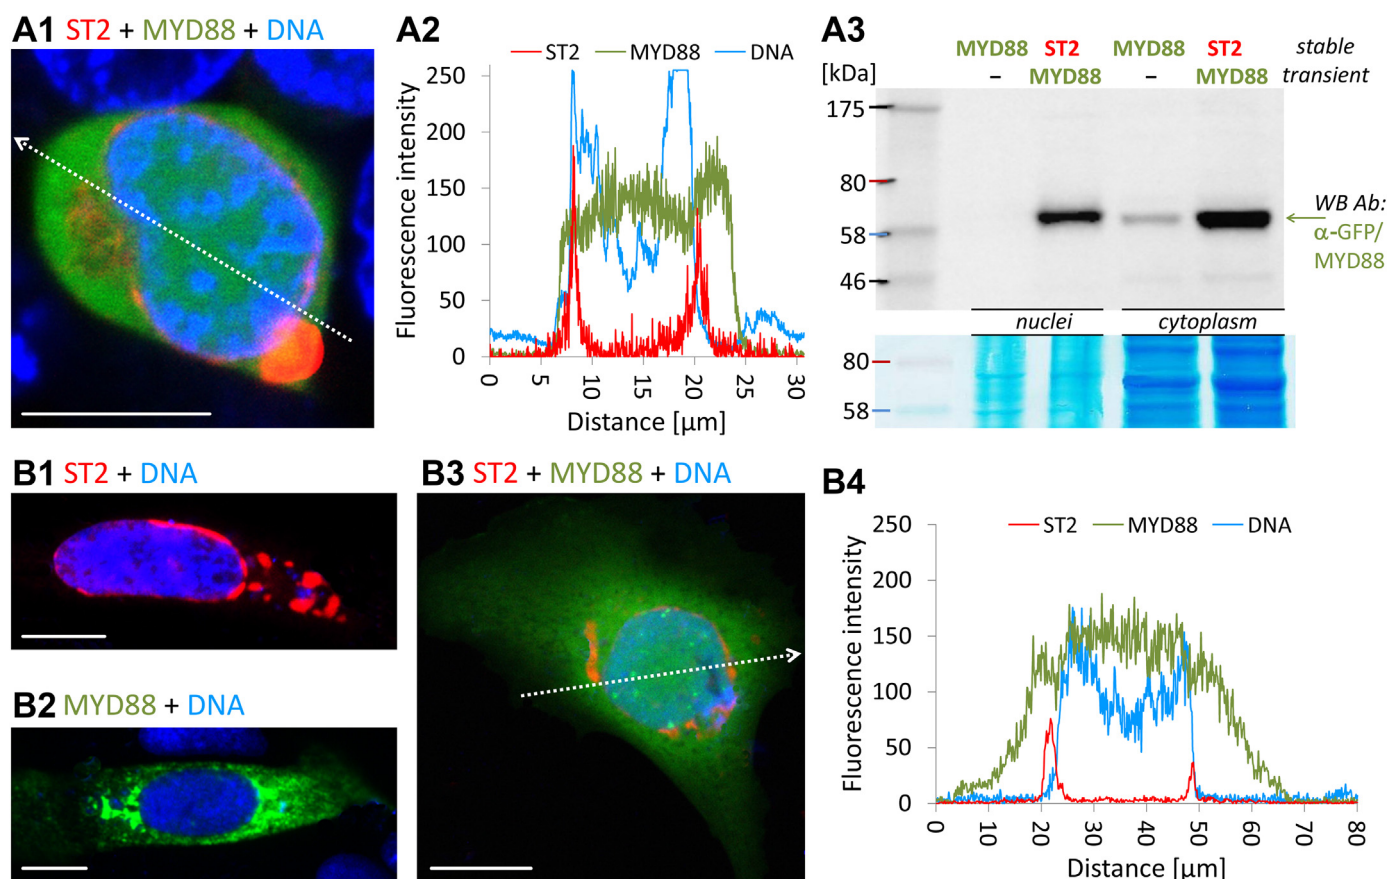 A1 ST2 + MYD88 + DNA
A2
ST2 MYD88 DNA
Fluorescence intensity
250
200
150
100
50
0
0 5 10 15 20 25 30
Distance [µm]
A3
MYD88 ST2 MYD88 ST2 stable
[kDa] – MYD88 – MYD88 transient
175
80
58
46
WB Ab:
α-GFP/
MYD88
nuclei cytoplasm
80
58
B1 ST2 + DNA
B2 MYD88 + DNA
B3 ST2 + MYD88 + DNA
B4
ST2 MYD88 DNA
Fluorescence intensity
250
200
150
100
50
0
0 10 20 30 40 50 60 70 80
Distance [µm]